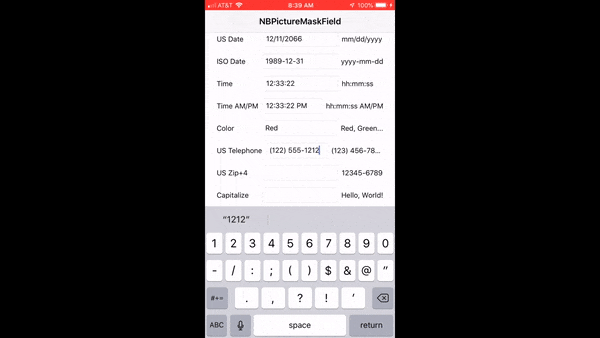 AT&T 8:39 AM 100%
NBPictureMaskField
US Date 12/11/2066 mm/dd/yyyy
ISO Date 1989-12-31 yyyy-mm-dd
Time 12:33:22 hh:mm:ss
Time AM/PM 12:33:22 PM hh:mm:ss AM/PM
Color Red Red, Green...
US Telephone (122) 555-1212 (123) 456-78...
US Zip+4 12345-6789
Capitalize Hello, World!
"1212"
1 2 3 4 5 6 7 8 9 0
- / : ; ( ) $ & @ "
#+= . , ? ! '
ABC space return